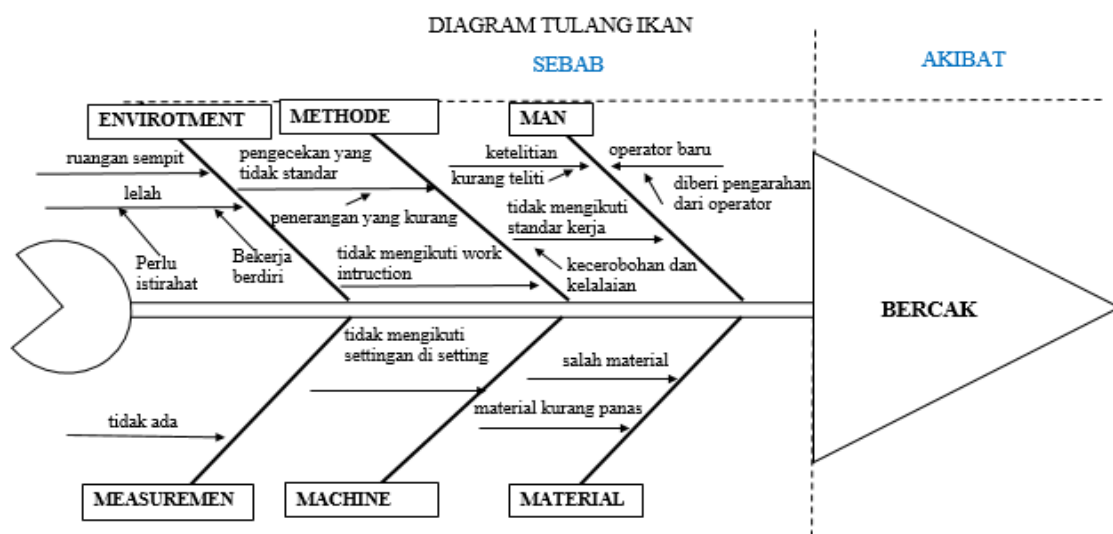 DIAGRAM TULANG IKAN
SEBAB
AKIBAT
ENVIROTMENT
METHODE
MAN
ruangan sempit
lelah
Perlu
istirahat
Bekerja
berdiri
pengecekan yang
tidak standar
penerangan yang kurang
tidak mengikuti work
intruction
ketelitian
kurang teliti
operator baru
diberi pengarahan
dari operator
tidak mengikuti
standar kerja
kecerobohan dan
kelalaian
BERCAK
tidak ada
tidak mengikuti
settingan di setting
salah material
material kurang panas
MEASUREMEN
MACHINE
MATERIAL